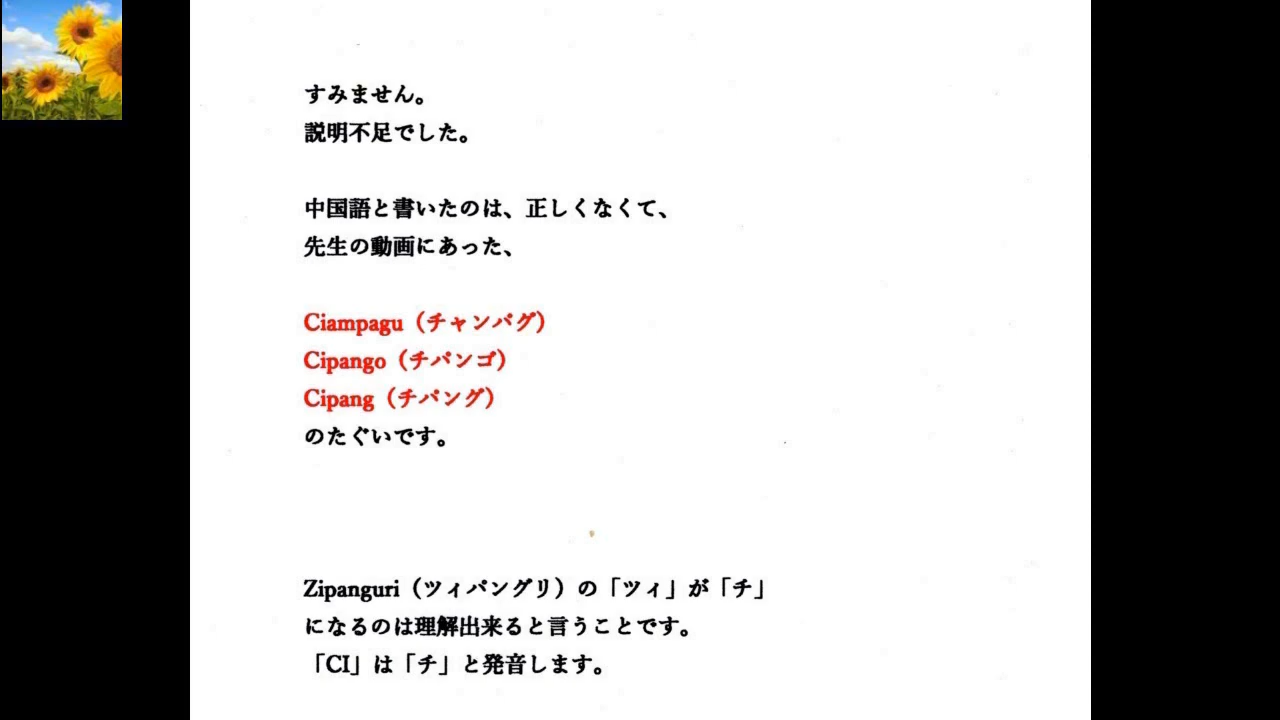 すみません。
説明不足でした。
中国語と書いたのは、正しくなくて、
先生の動画にあった、
Ciampagu（チャンパグ）
Cipango（チパンゴ）
Cipang（チパング）
のたぐいです。
Zipanguri（ツィパングリ）の「ツィ」が「チ」
になるのは理解出来ると言うことです。
「CI」は「チ」と発音します。